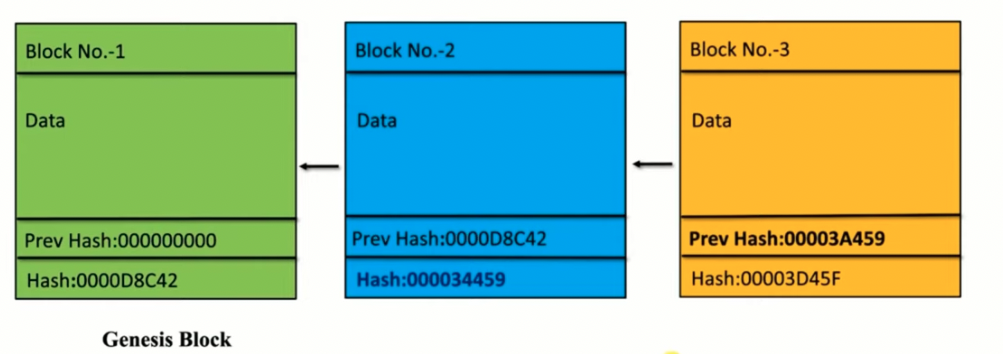 Block No.-1
Data
Prev Hash:000000000
Hash:0000D8C42
Genesis Block
Block No.-2
Data
Prev Hash:0000D8C42
Hash:000034459
Block No.-3
Data
Prev Hash:00003A459
Hash:00003D45F